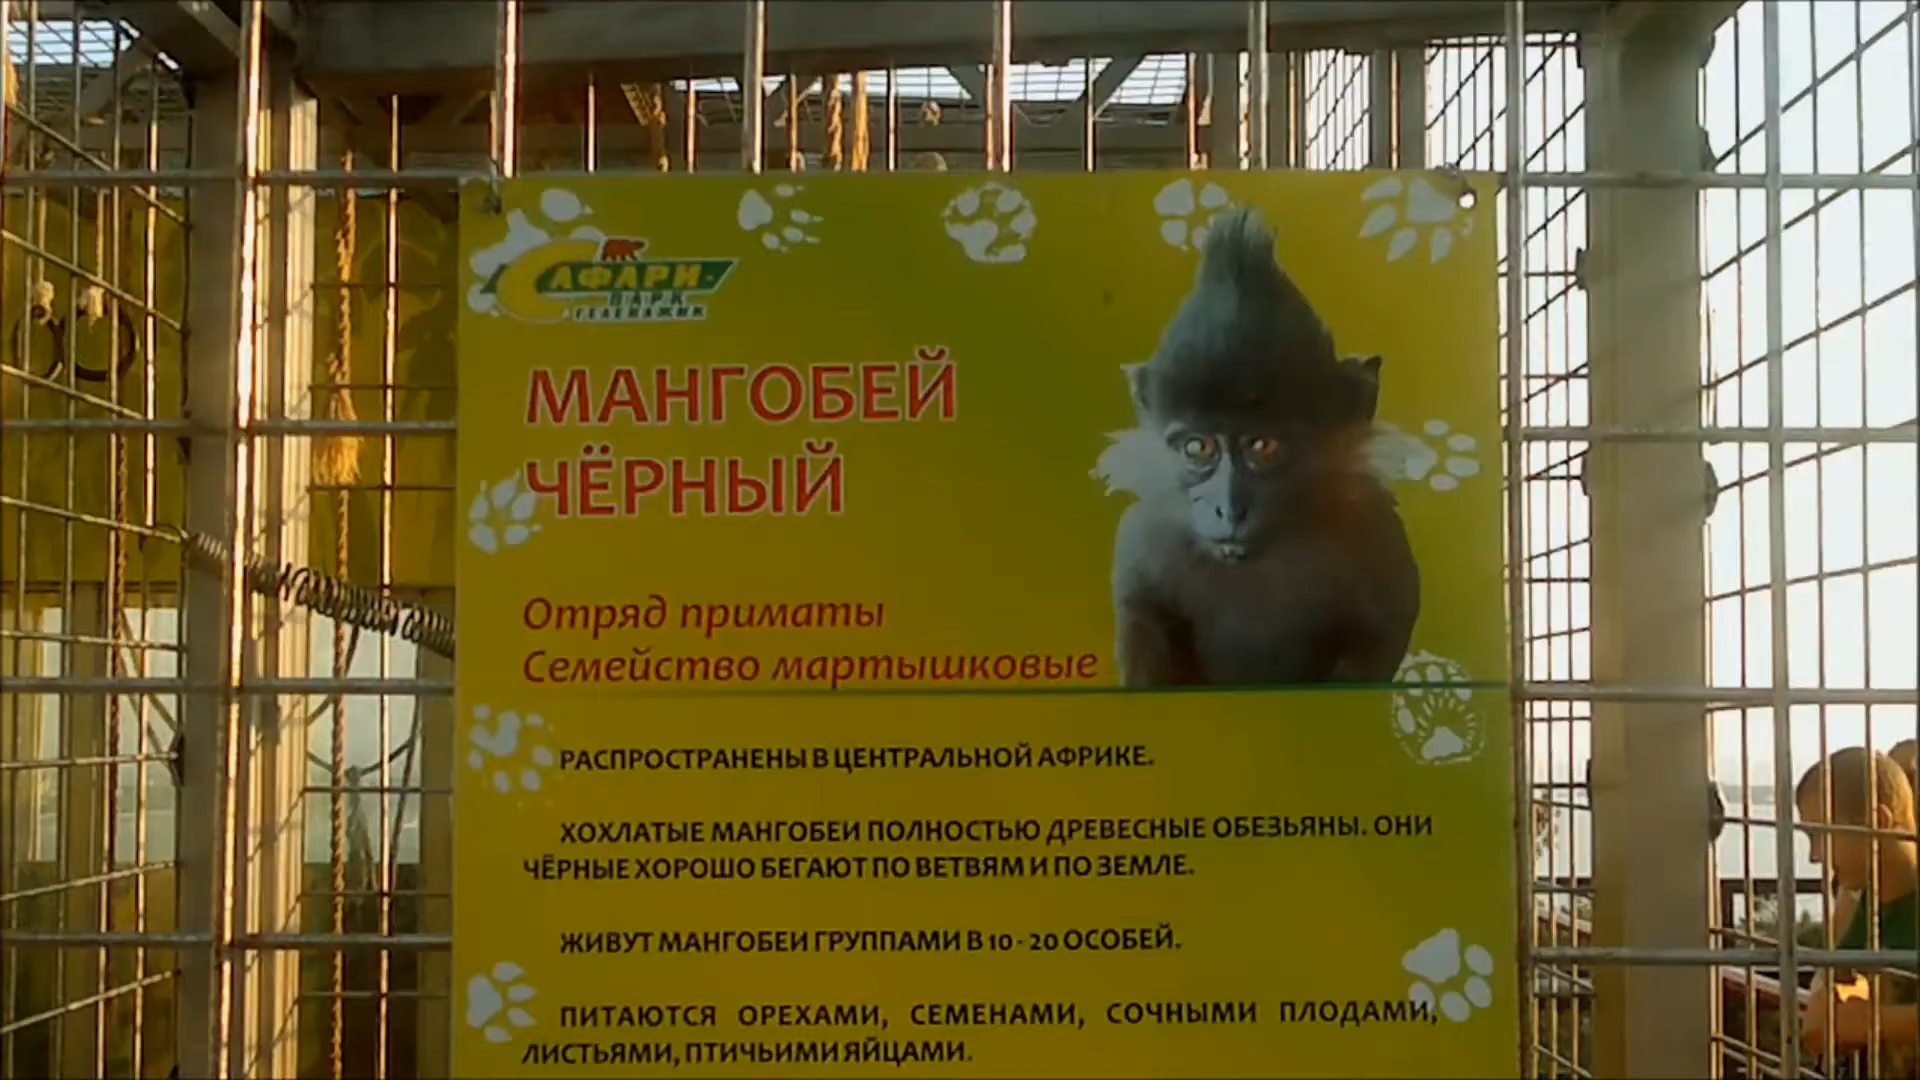 САФАРИ-
ПАРК
ГЕЛЕНДЖИК
МАНГОБЕЙ
ЧЁРНЫЙ
Отряд приматы
Семейство мартышковые
РАСПРОСТРАНЕНЫ В ЦЕНТРАЛЬНОЙ АФРИКЕ.
ХОХЛАТЫЕ МАНГОБЕИ ПОЛНОСТЬЮ ДРЕВЕСНЫЕ ОБЕЗЬЯНЫ. ОНИ
ЧЁРНЫЕ ХОРОШО БЕГАЮТ ПО ВЕТВЯМ И ПО ЗЕМЛЕ.
ЖИВУТ МАНГОБЕИ ГРУППАМИ В 10 - 20 ОСОБЕЙ.
ПИТАЮТСЯ ОРЕХАМИ, СЕМЕНАМИ, СОЧНЫМИ ПЛОДАМИ,
ЛИСТЬЯМИ, ПТИЧЬИМИ ЯЙЦАМИ.